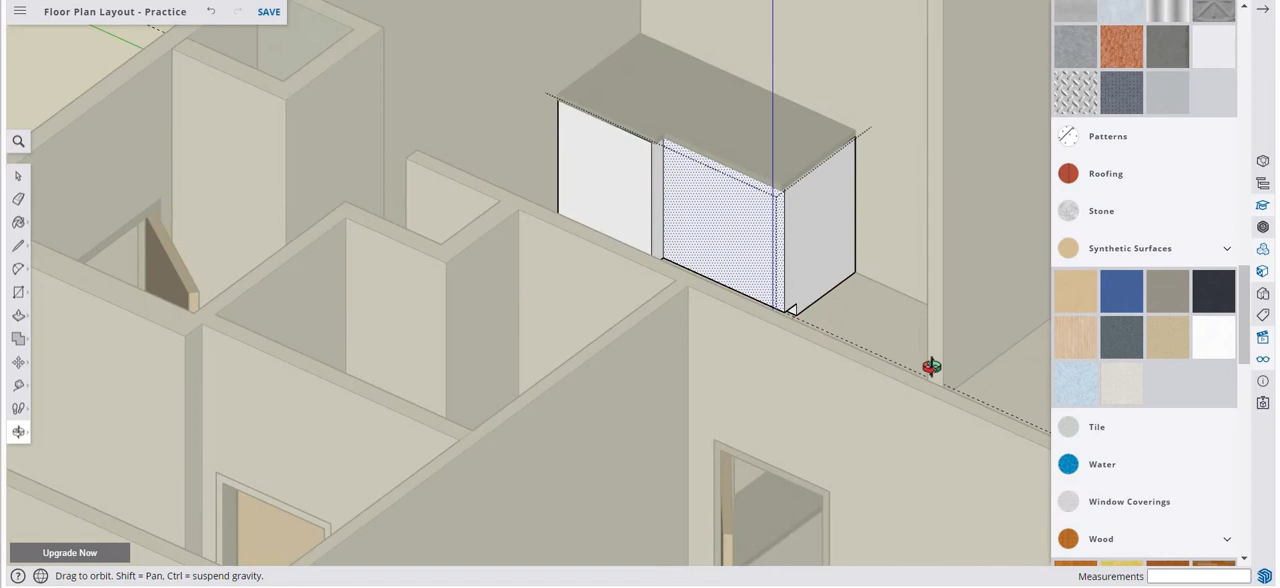 Floor Plan Layout - Practice
SAVE
Patterns
Roofing
Stone
Synthetic Surfaces
Tile
Water
Window Coverings
Wood
Upgrade Now
Drag to orbit. Shift = Pan, Ctrl = suspend gravity.
Measurements